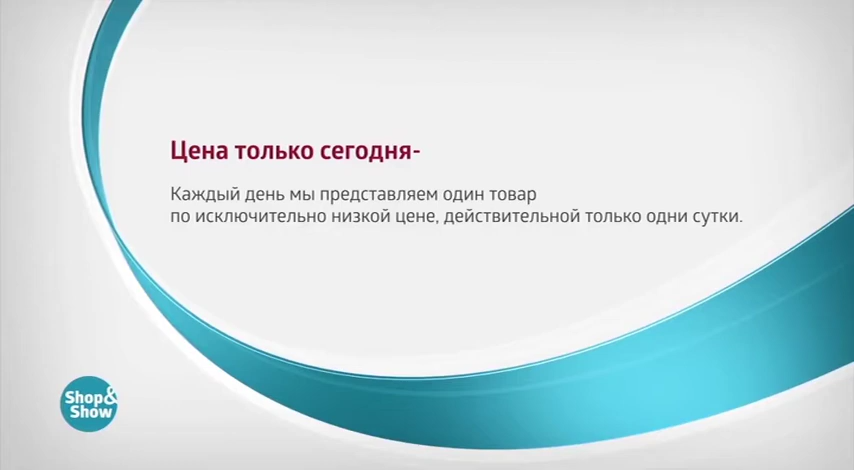 Цена только сегодня-
Каждый день мы представляем один товар
по исключительно низкой цене, действительной только одни сутки.
Shop&
Show